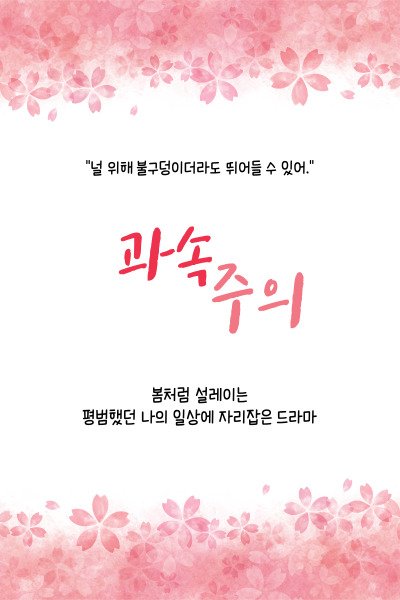 "널 위해 불구덩이더라도 뛰어들 수 있어."
과속
주의
봄처럼 설레이는
평범했던 나의 일상에 자리잡은 드라마